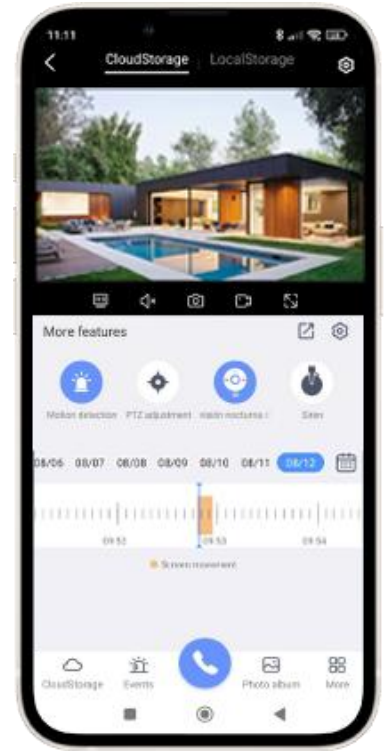 11:11
CloudStorage LocalStorage
More features
Motion detection PTZ adjustment visión nocturna i Siren
08/06 08/07 08/08 08/09 08/10 08/11 08/12
09:52 09:53 09:54
Screen movement
CloudStorage Events Photo album More